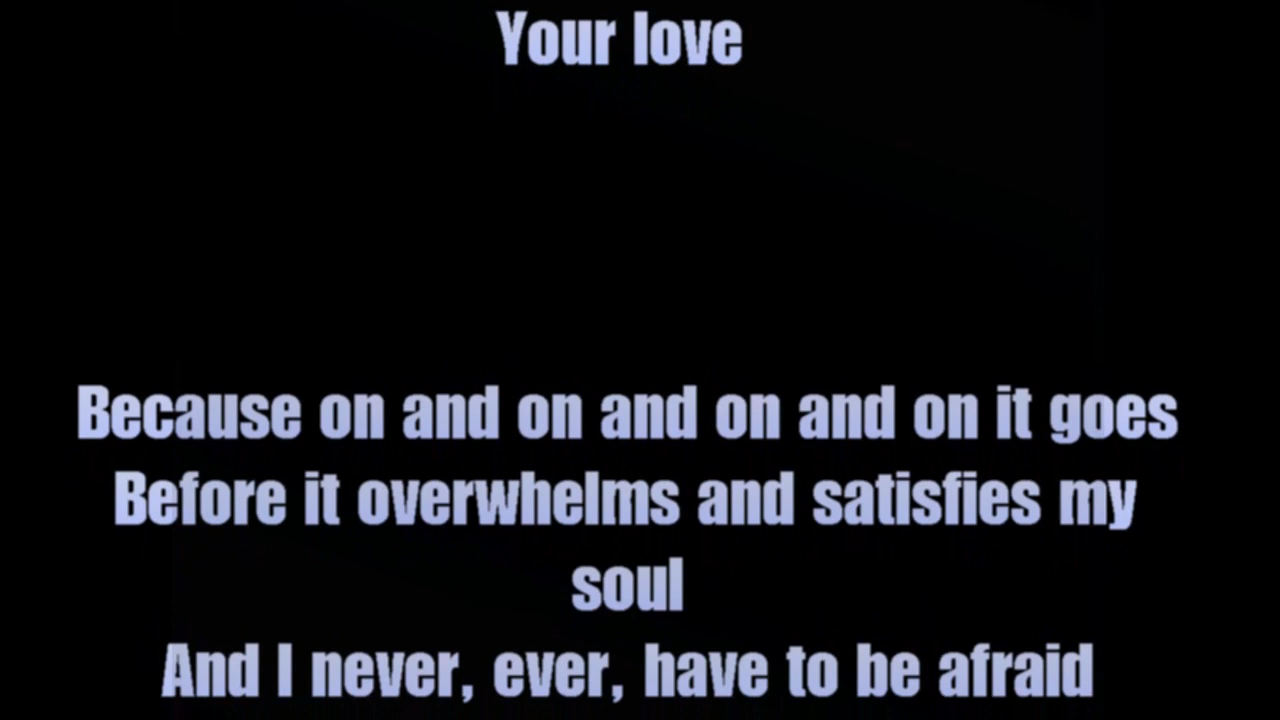 Your love
Because on and on and on and on it goes
Before it overwhelms and satisfies my
soul
And I never, ever, have to be afraid